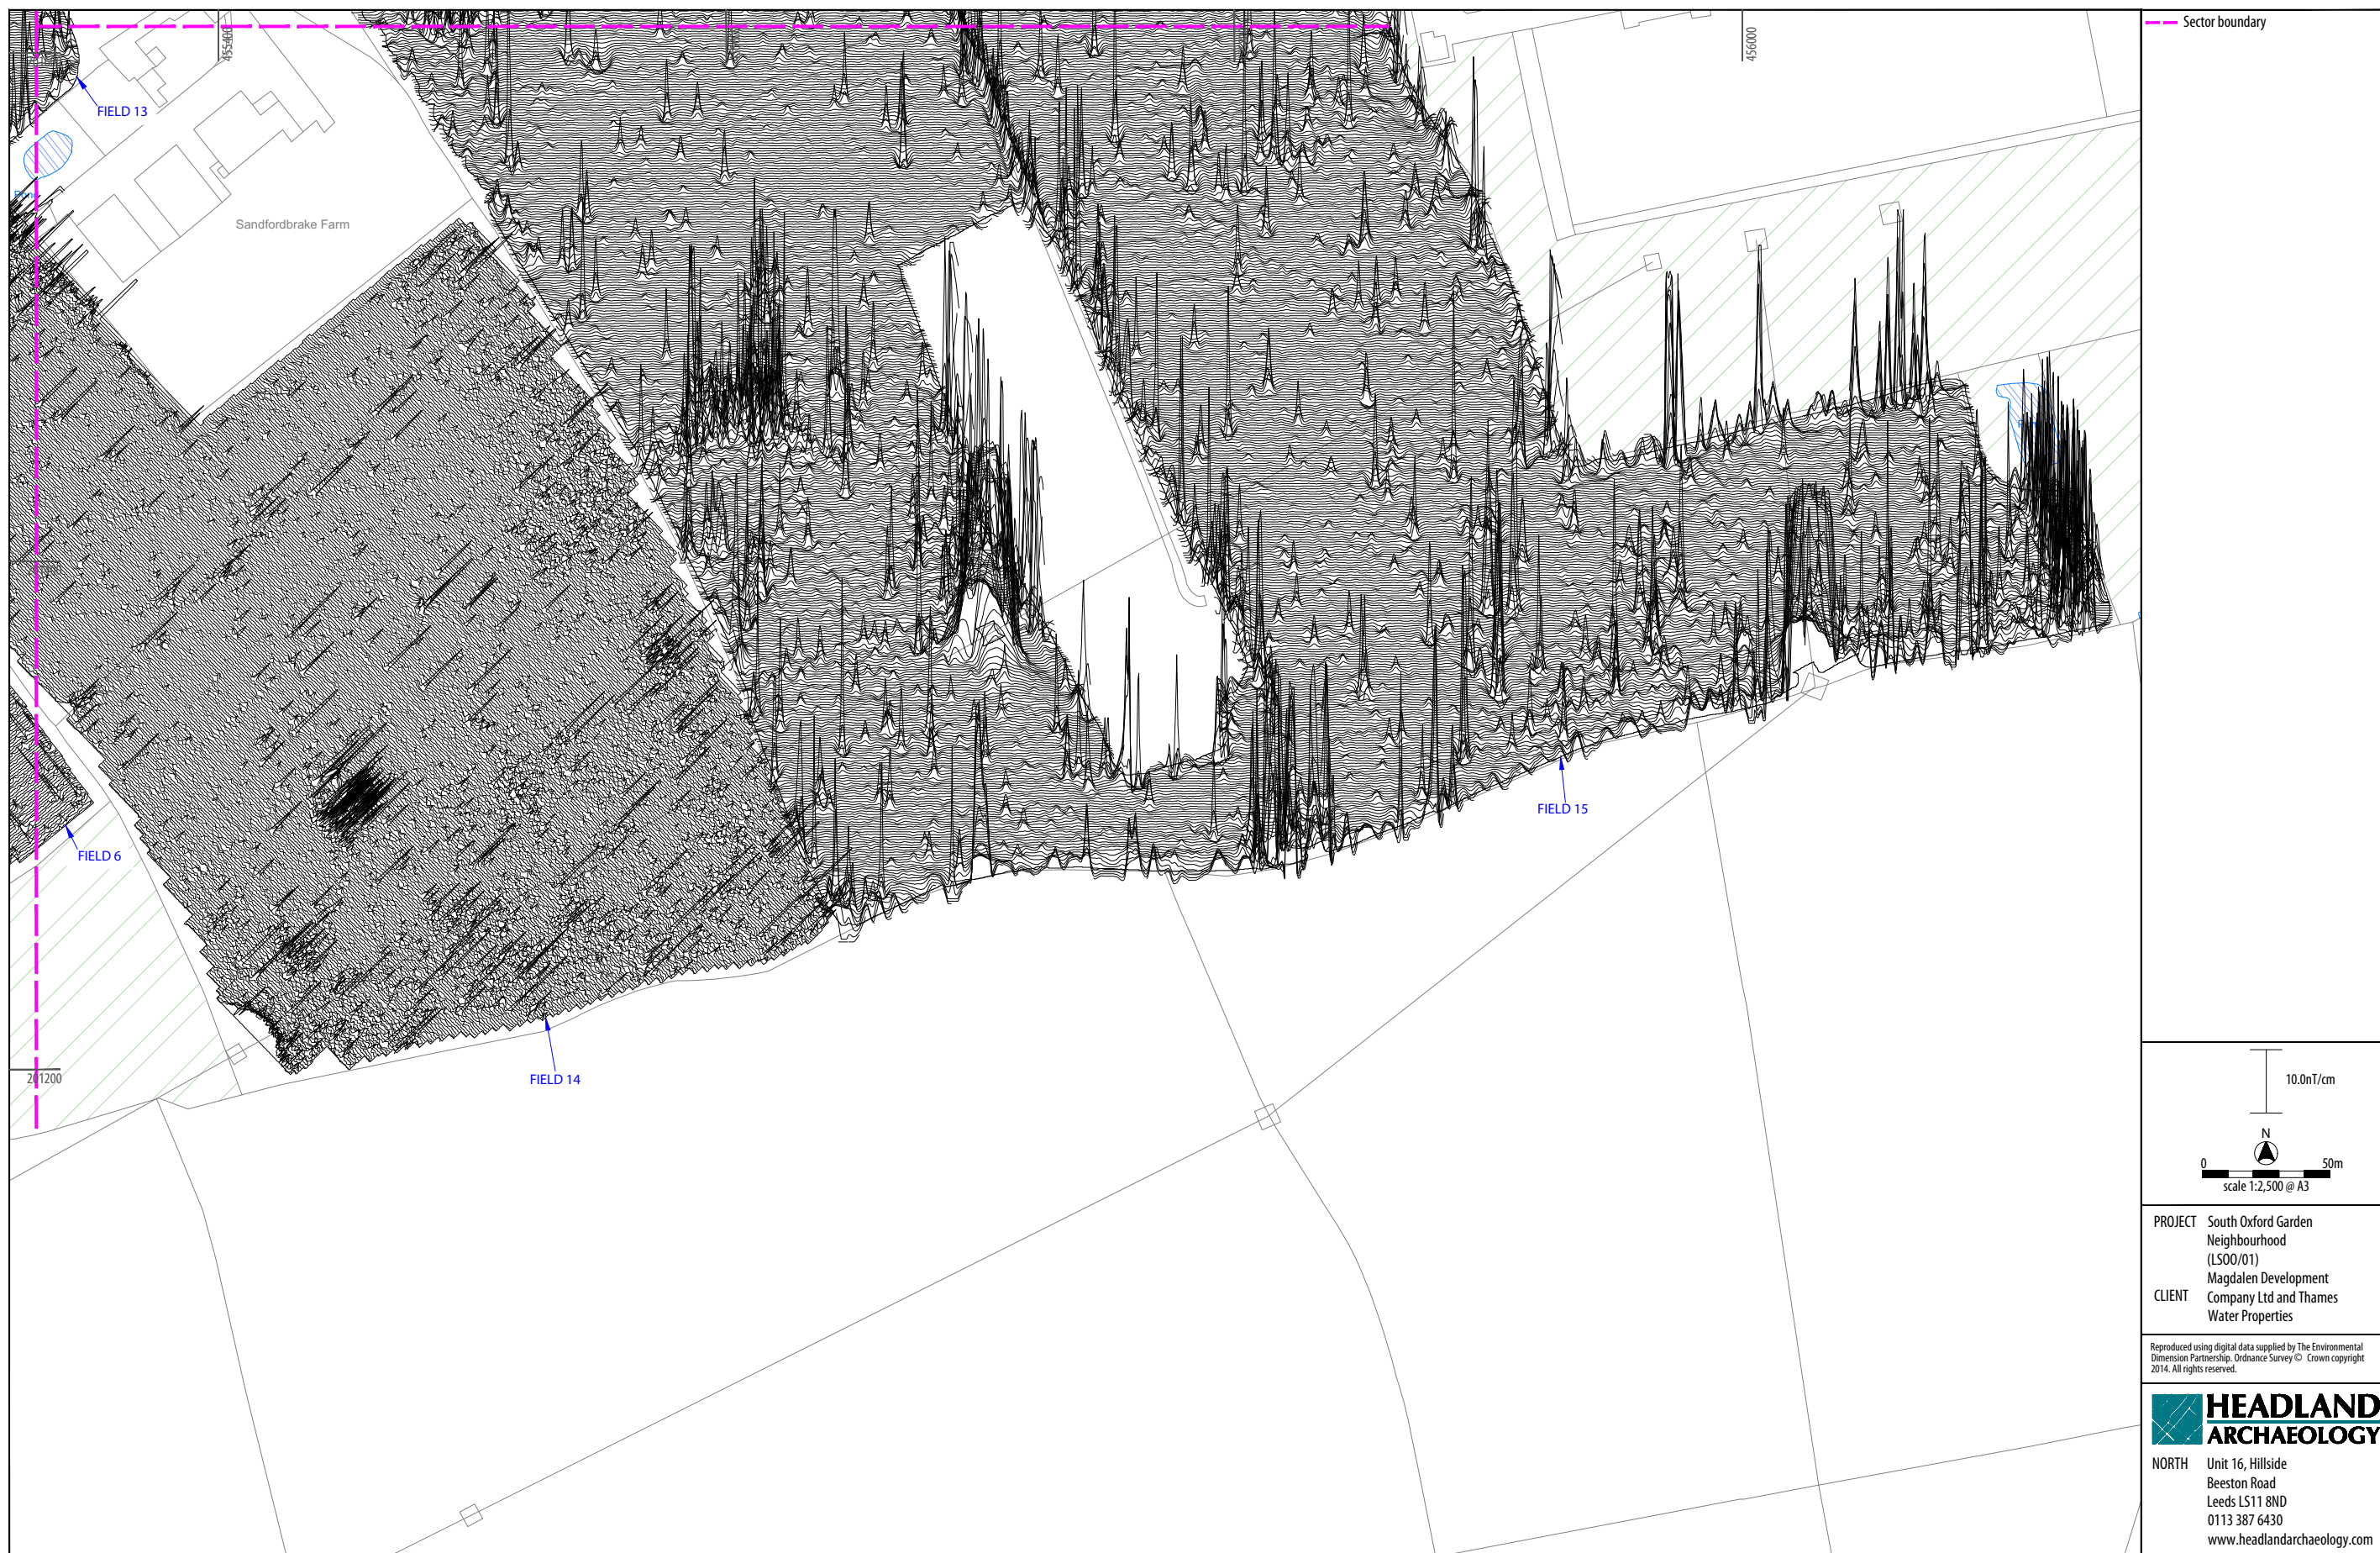 Sector boundary
455400
456000
FIELD 13
Sandfordbrake Farm
FIELD 15
FIELD 6
FIELD 14
201200
10.0nT/cm
N
0 50m
scale 1:2,500 @ A3
PROJECT South Oxford Garden
Neighbourhood
(LSOO/01)
Magdalen Development
CLIENT Company Ltd and Thames
Water Properties
Reproduced using digital data supplied by The Environmental
Dimension Partnership. Ordnance Survey © Crown copyright
2014. All rights reserved.
HEADLAND
ARCHAEOLOGY
NORTH Unit 16, Hillside
Beeston Road
Leeds LS11 8ND
0113 387 6430
www.headlandarchaeology.com